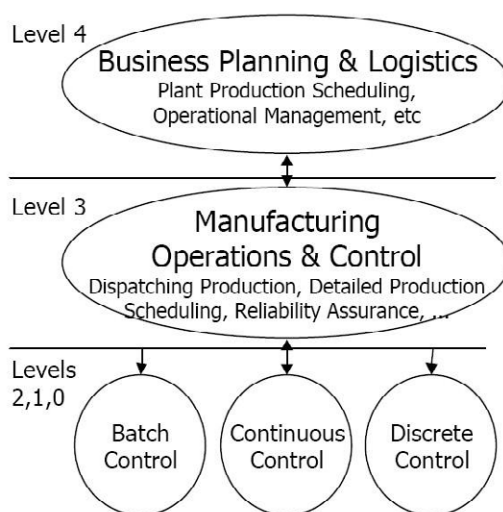 Level 4
Business Planning & Logistics
Plant Production Scheduling,
Operational Management, etc
Level 3
Manufacturing
Operations & Control
Dispatching Production, Detailed Production
Scheduling, Reliability Assurance, ...
Levels
2,1,0
Batch
Control
Continuous
Control
Discrete
Control